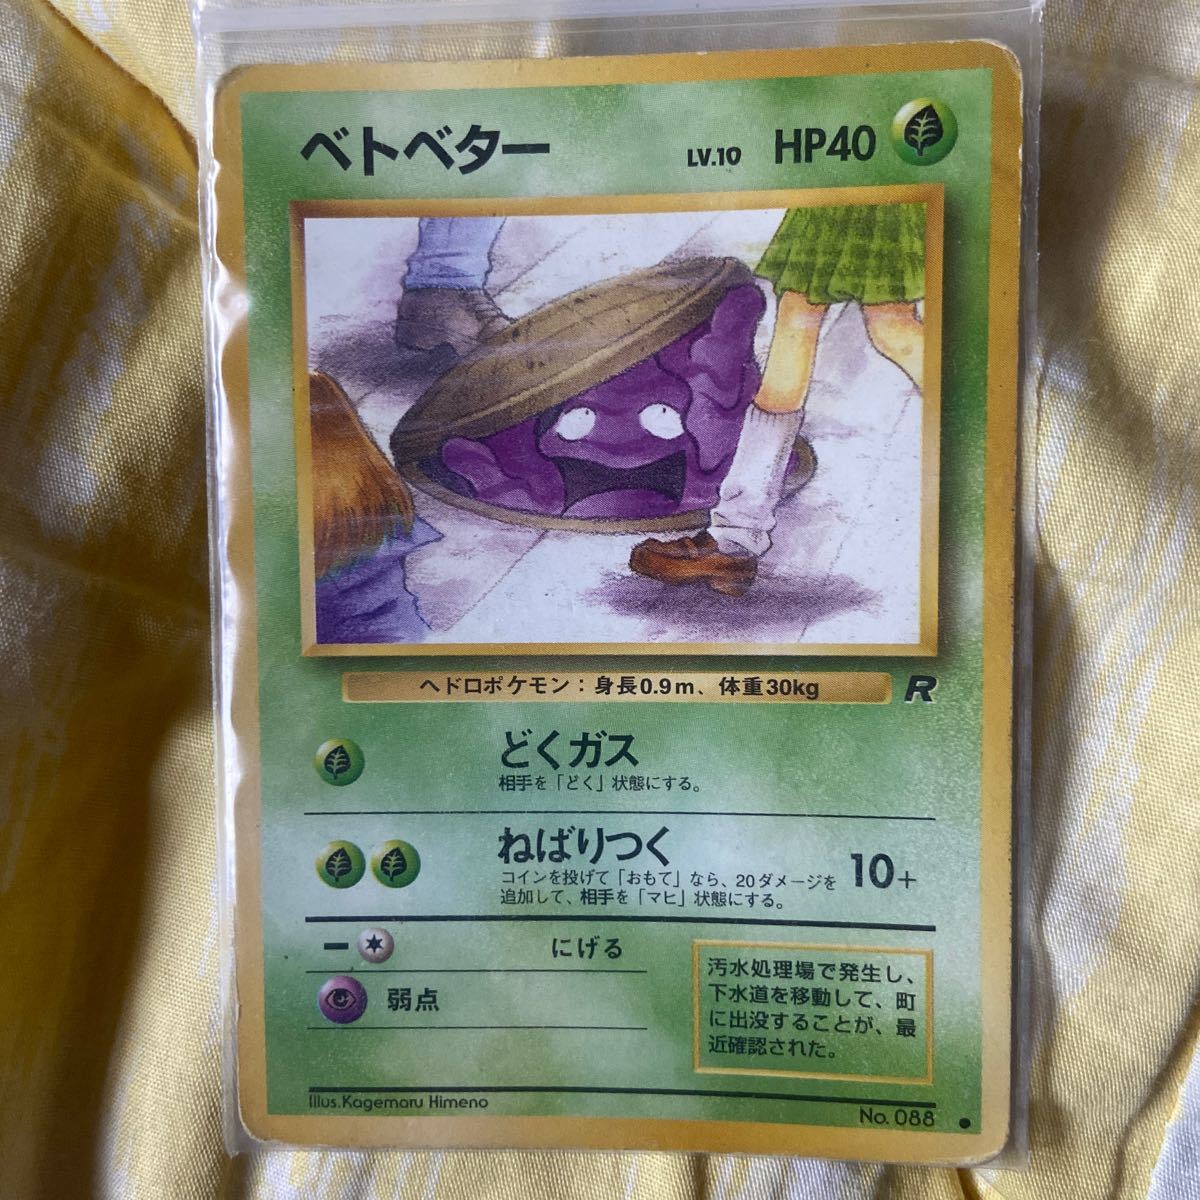 ベトベター LV.10 HP40
ヘドロポケモン：身長0.9m、体重30kg R
どくガス
相手を「どく」状態にする。
ねばりつく 10+
コインを投げて「おもて」なら、20ダメージを
追加して、相手を「マヒ」状態にする。
ー にげる
弱点
汚水処理場で発生し、
下水道を移動して、町
に出没することが、最
近確認された。
Illus.Kagemaru Himeno
No. 088